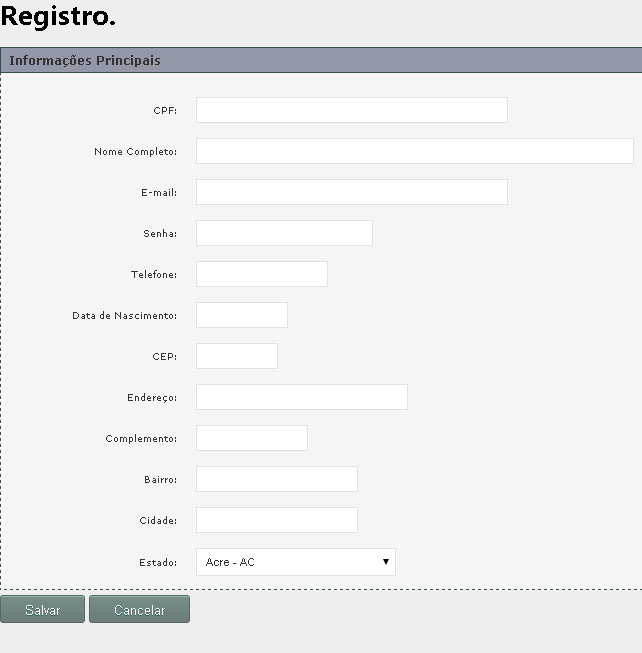 Registro.
Informações Principais
CPF:
Nome Completo:
E-mail:
Senha:
Telefone:
Data de Nascimento:
CEP:
Endereço:
Complemento:
Bairro:
Cidade:
Estado: Acre - AC
Salvar Cancelar